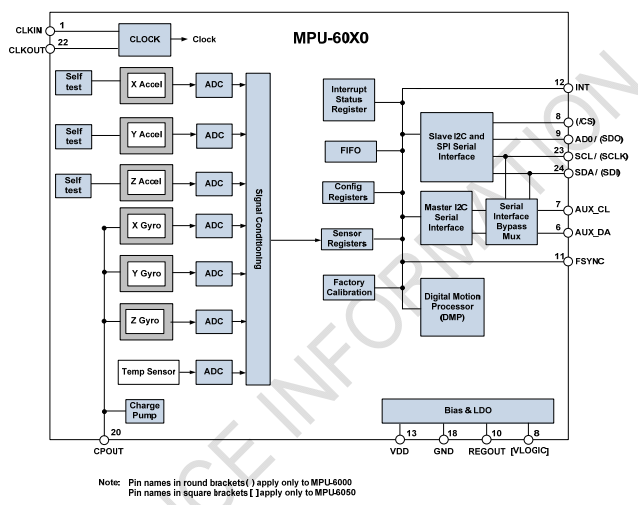 MPU-60X0
CLKIN 1
CLKOUT 22
CLOCK
Clock
Self
test
X Accel
ADC
Self
test
Y Accel
ADC
Self
test
Z Accel
ADC
X Gyro
ADC
Y Gyro
ADC
Z Gyro
ADC
Temp Sensor
ADC
Charge
Pump
20
CPOUT
Signal Conditioning
Interrupt
Status
Register
FIFO
Config
Registers
Sensor
Registers
Factory
Calibration
Slave I2C and
SPI Serial
Interface
Master I2C
Serial
Interface
Serial
Interface
Bypass
Mux
Digital Motion
Processor
(DMP)
12 INT
8 (/CS)
9 AD0 / (SDO)
23 SCL / (SCLK)
24 SDA / (SDI)
7 AUX_CL
6 AUX_DA
11 FSYNC
Bias & LDO
13 18 10 8
VDD GND REGOUT [VLOGIC]
Note: Pin names in round brackets ( ) apply only to MPU-6000
Pin names in square brackets [ ] apply only to MPU-6050
CE INFORMATION